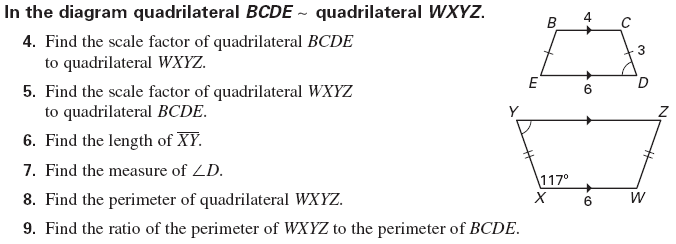 In the diagram quadrilateral BCDE ~ quadrilateral WXYZ.
4. Find the scale factor of quadrilateral BCDE
to quadrilateral WXYZ.
5. Find the scale factor of quadrilateral WXYZ
to quadrilateral BCDE.
6. Find the length of X̅Y̅.
7. Find the measure of ∠D.
8. Find the perimeter of quadrilateral WXYZ.
9. Find the ratio of the perimeter of WXYZ to the perimeter of BCDE.
B 4 C
3
E 6 D
Y Z
117°
X 6 W